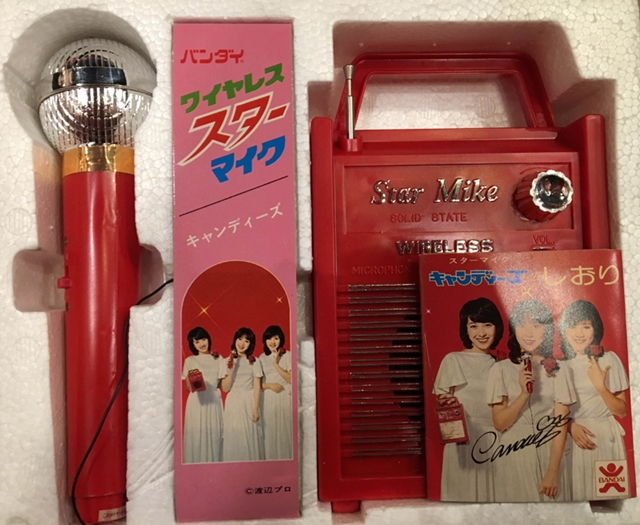 バンダイ
ワイヤレス
スター
マイク
キャンディーズ
©渡辺プロ
Star Mike
SOLID STATE
VOL
WIRELESS
スターマイク
キャンディーズ しおり
Candies
BANDAI